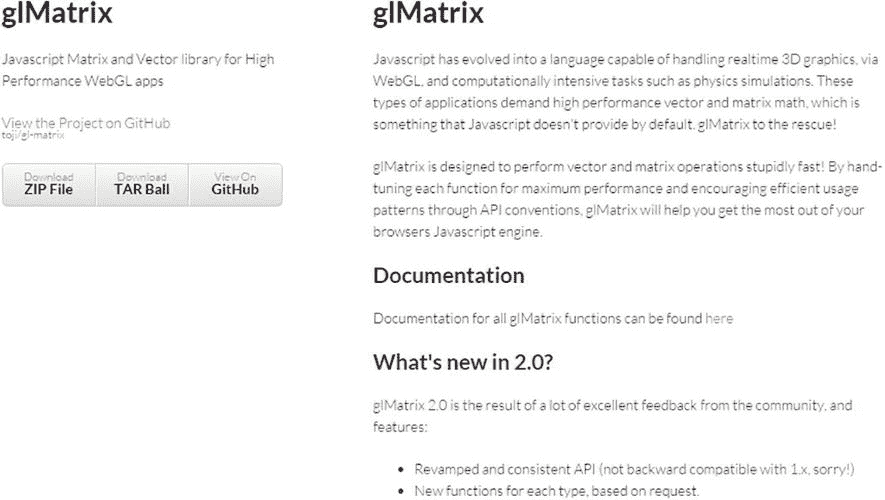 glMatrix
Javascript Matrix and Vector library for High
Performance WebGL apps
View the Project on GitHub
toji/gl-matrix
Download
ZIP File
Download
TAR Ball
View On
GitHub
glMatrix
Javascript has evolved into a language capable of handling realtime 3D graphics, via
WebGL, and computationally intensive tasks such as physics simulations. These
types of applications demand high performance vector and matrix math, which is
something that Javascript doesn't provide by default. glMatrix to the rescue!
glMatrix is designed to perform vector and matrix operations stupidly fast! By hand-
tuning each function for maximum performance and encouraging efficient usage
patterns through API conventions, glMatrix will help you get the most out of your
browsers Javascript engine.
Documentation
Documentation for all glMatrix functions can be found here
What's new in 2.0?
glMatrix 2.0 is the result of a lot of excellent feedback from the community, and
features:
• Revamped and consistent API (not backward compatible with 1.x, sorry!)
• New functions for each type, based on request.